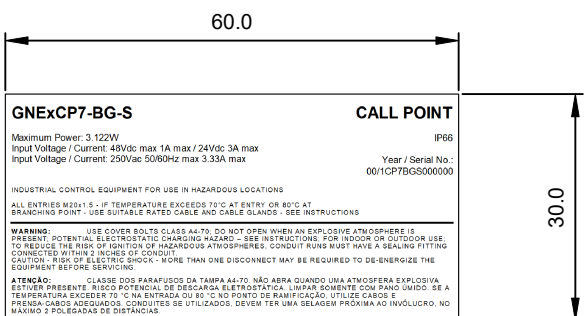 60.0
GNExCP7-BG-S CALL POINT
Maximum Power: 3.122W IP66
Input Voltage / Current: 48Vdc max 1A max / 24Vdc 3A max
Input Voltage / Current: 250Vac 50/60Hz max 3.33A max Year / Serial No.:
00/1CP7BGS000000
INDUSTRIAL CONTROL EQUIPMENT FOR USE IN HAZARDOUS LOCATIONS
ALL ENTRIES M20x1.5 - IF TEMPERATURE EXCEEDS 70°C AT ENTRY OR 80°C AT
BRANCHING POINT - USE SUITABLE RATED CABLE AND CABLE GLANDS - SEE INSTRUCTIONS
30.0
WARNING: USE COVER BOLTS CLASS A4-70; DO NOT OPEN WHEN AN EXPLOSIVE ATMOSPHERE IS
PRESENT; POTENTIAL ELECTROSTATIC CHARGING HAZARD – SEE INSTRUCTIONS; FOR INDOOR OR OUTDOOR USE;
TO REDUCE THE RISK OF IGNITION OF HAZARDOUS ATMOSPHERES, CONDUIT RUNS MUST HAVE A SEALING FITTING
CONNECTED WITHIN 2 INCHES OF CONDUIT.
CAUTION - RISK OF ELECTRIC SHOCK - MORE THAN ONE DISCONNECT MAY BE REQUIRED TO DE-ENERGIZE THE
EQUIPMENT BEFORE SERVICING.
ATENÇÃO: CLASSE DOS PARAFUSOS DA TAMPA A4-70. NÃO ABRA QUANDO UMA ATMOSFERA EXPLOSIVA
ESTIVER PRESENTE. RISCO POTENCIAL DE DESCARGA ELETROSTÁTICA. LIMPAR SOMENTE COM PANO ÚMIDO. SE A
TEMPERATURA EXCEDER 70 °C NA ENTRADA OU 80 °C NO PONTO DE RAMIFICAÇÃO, UTILIZE CABOS E
PRENSA-CABOS ADEQUADOS. CONDUITES SE UTILIZADOS, DEVEM TER UMA SELAGEM PRÓXIMA AO INVÓLUCRO, NO
MÁXIMO 2 POLEGADAS DE DISTÂNCIAS.